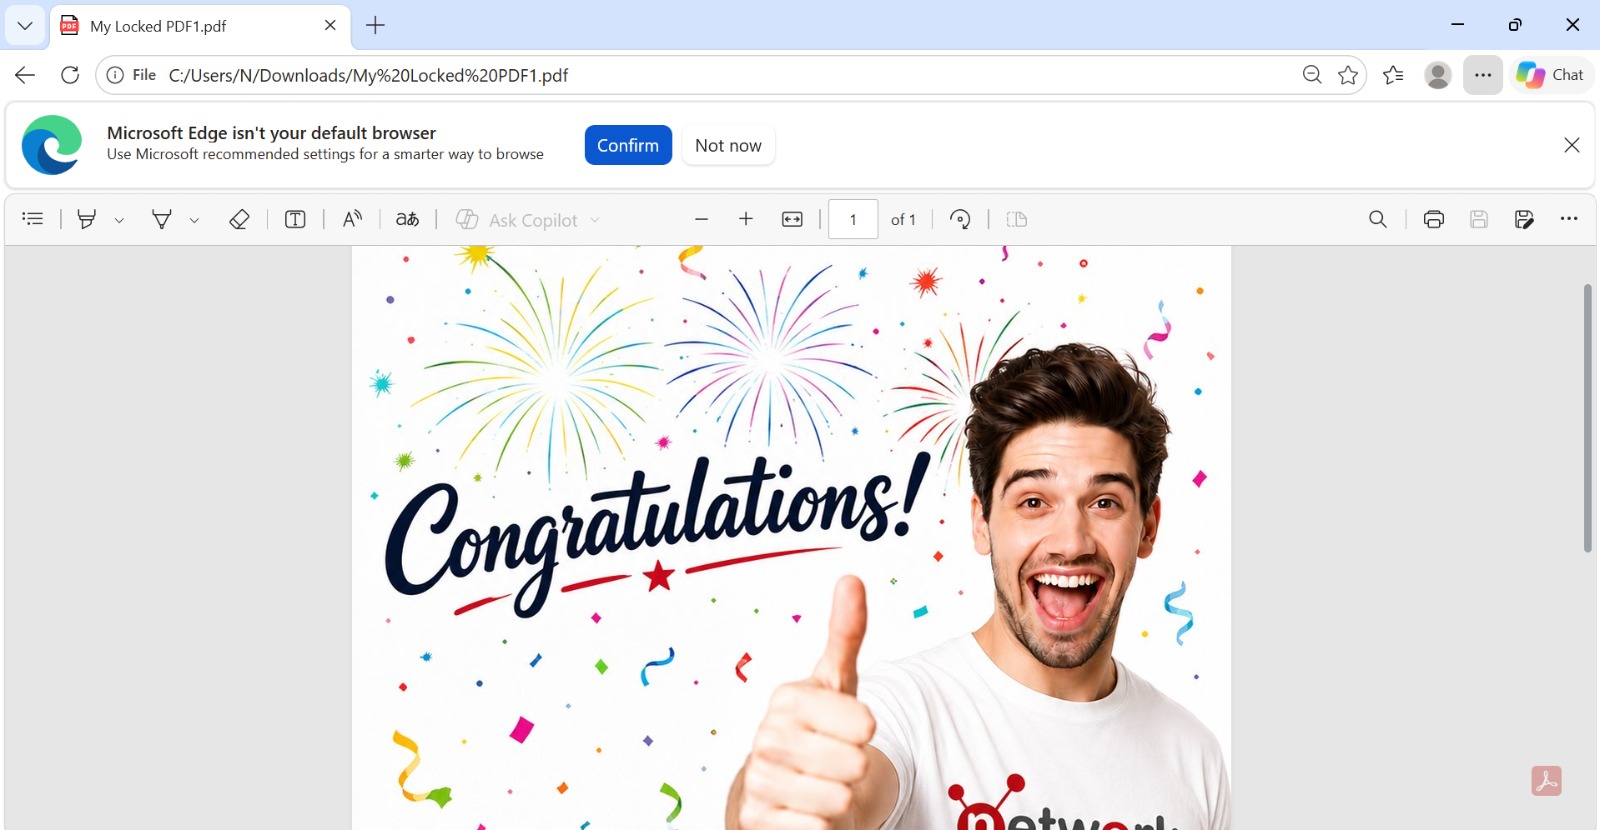 My Locked PDF1.pdf
File C:/Users/N/Downloads/My%20Locked%20PDF1.pdf
Chat
Microsoft Edge isn't your default browser
Use Microsoft recommended settings for a smarter way to browse
Confirm
Not now
Ask Copilot
1 of 1
Congratulations!
network